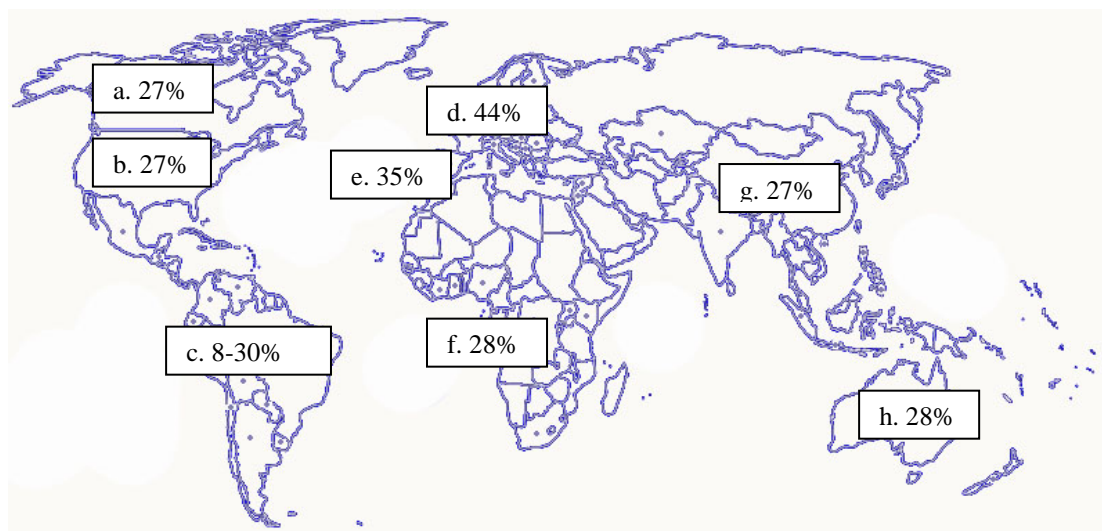 a. 27%
b. 27%
c. 8-30%
d. 44%
e. 35%
f. 28%
g. 27%
h. 28%